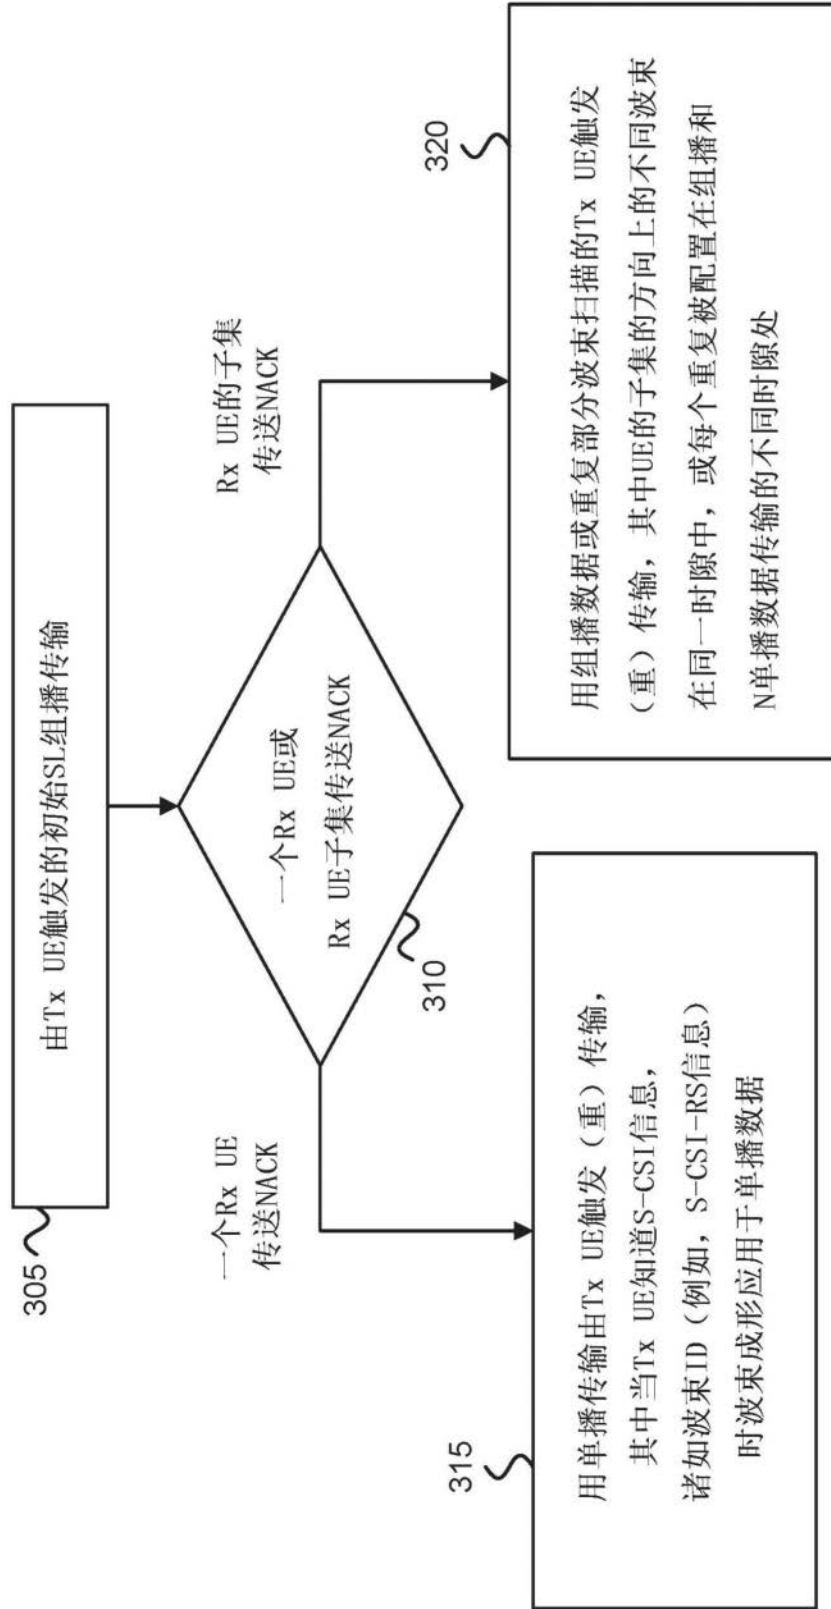 305
由Tx UE触发的初始SL组播传输
一个Rx UE或
Rx UE子集传送NACK
310
一个Rx UE
传送NACK
Rx UE的子集
传送NACK
315
用单播传输由Tx UE触发（重）传输，
其中当Tx UE知道S-CSI信息，
诸如波束ID（例如，S-CSI-RS信息）
时波束成形应用于单播数据
320
用组播数据或重复部分波束扫描的Tx UE触发
（重）传输，其中UE的子集的方向上的不同波束
在同一时隙中，或每个重复被配置在组播和
N单播数据传输的不同时隙处